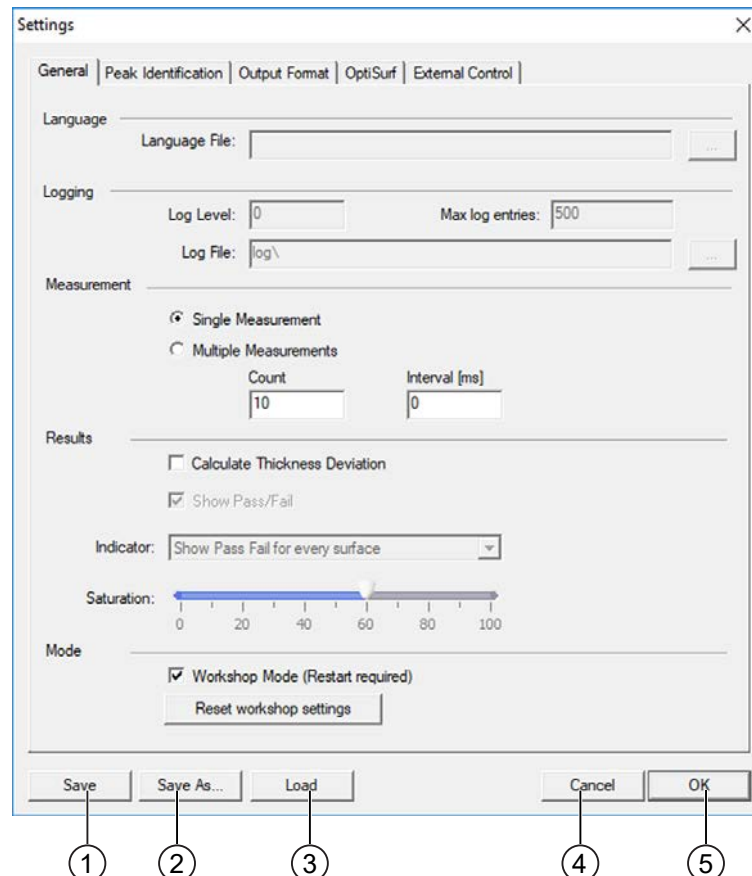 Settings
General Peak Identification Output Format OptiSurf External Control
Language
Language File: ...
Logging
Log Level: 0 Max log entries: 500
Log File: log\ ...
Measurement
Single Measurement
Multiple Measurements
Count Interval [ms]
10 0
Results
Calculate Thickness Deviation
Show Pass/Fail
Indicator: Show Pass Fail for every surface
Saturation:
0 20 40 60 80 100
Mode
Workshop Mode (Restart required)
Reset workshop settings
Save Save As... Load Cancel OK
1 2 3 4 5